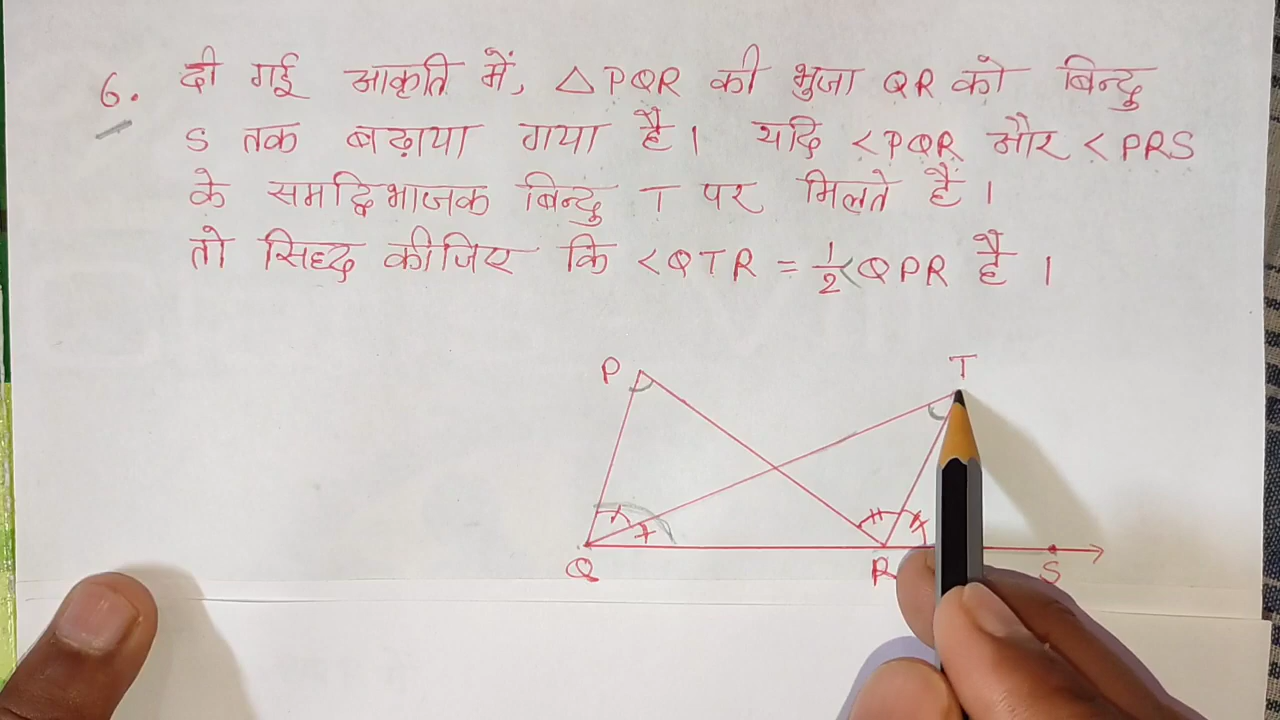 6. दी गई आकृति में, △PQR की भुजा QR को बिन्दु
S तक बढ़ाया गया है। यदि <PQR और <PRS
के समद्विभाजक बिन्दु T पर मिलते हैं।
तो सिद्ध कीजिए कि <QTR = 1/2 <QPR है ।
P T
Q R S